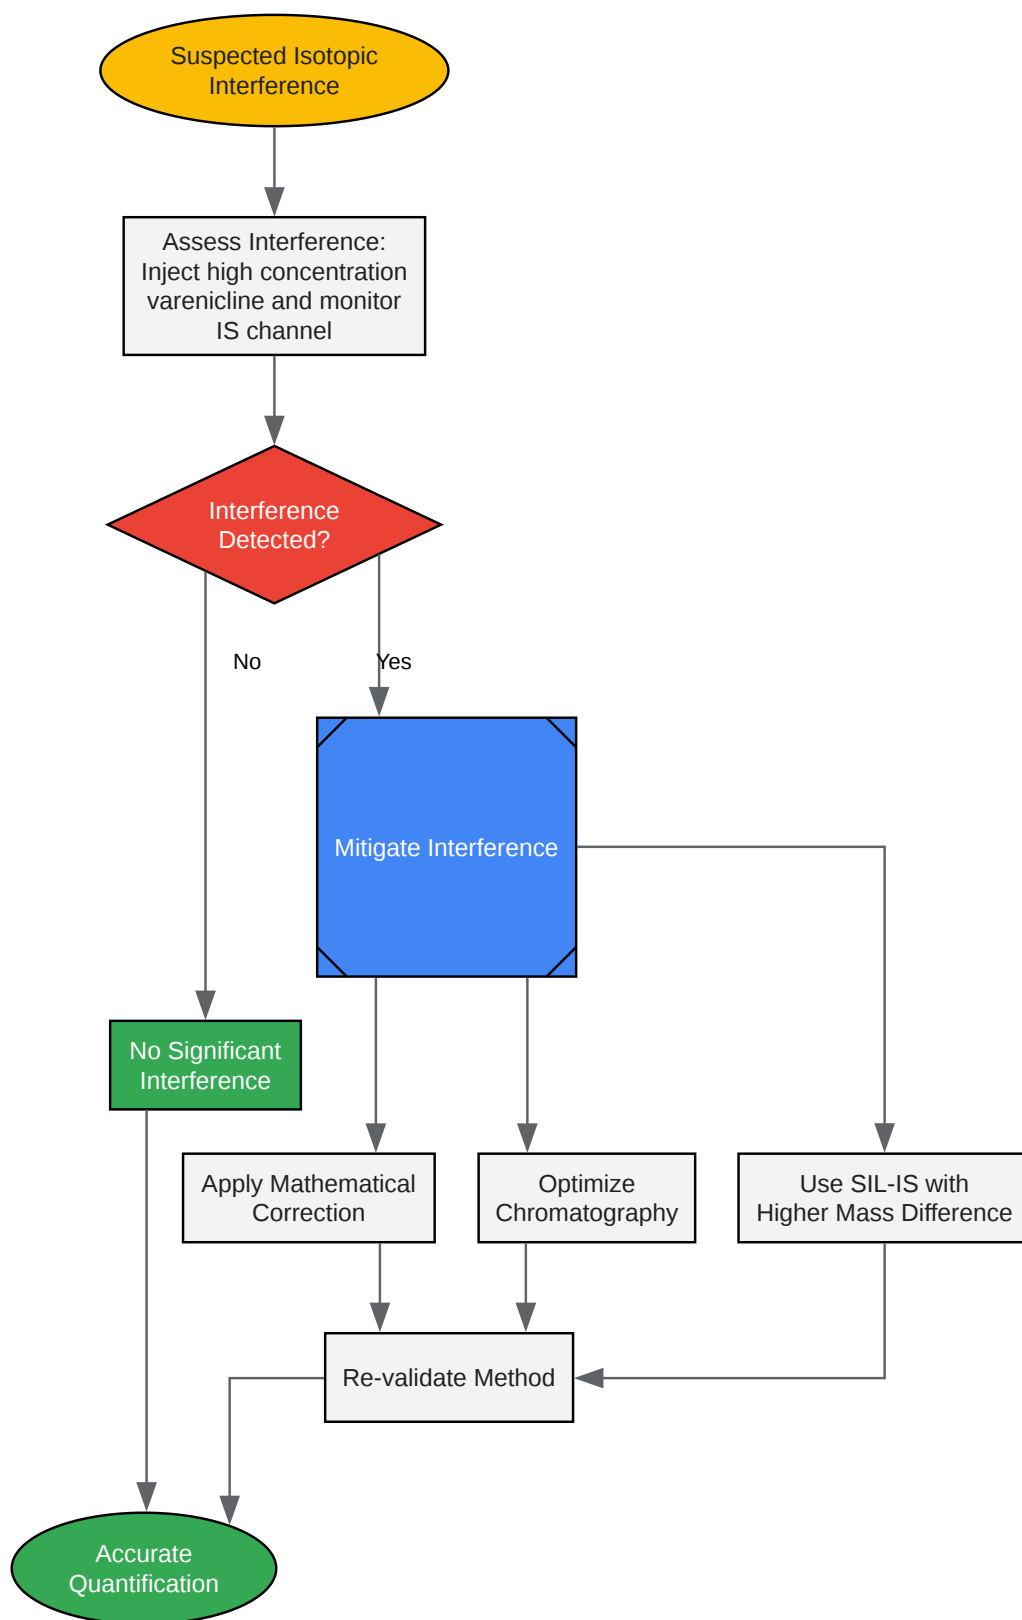 Suspected Isotopic
Interference
Assess Interference:
Inject high concentration
varenicline and monitor
IS channel
Interference
Detected?
No
Yes
Mitigate Interference
No Significant
Interference
Apply Mathematical
Correction
Optimize
Chromatography
Use SIL-IS with
Higher Mass Difference
Re-validate Method
Accurate
Quantification